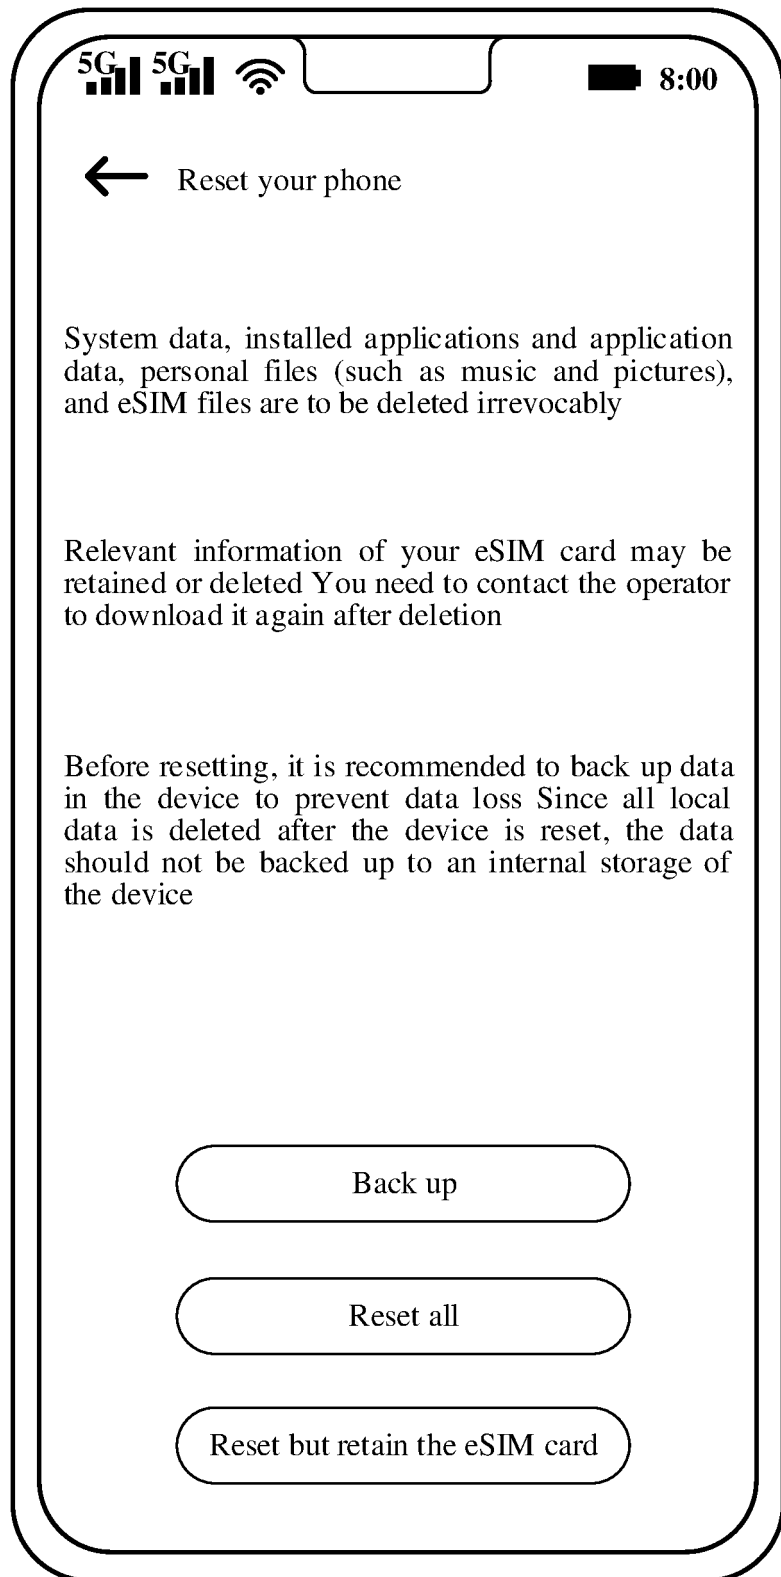 5G 5G 8:00
Reset your phone
System data, installed applications and application
data, personal files (such as music and pictures),
and eSIM files are to be deleted irrevocably
Relevant information of your eSIM card may be
retained or deleted You need to contact the operator
to download it again after deletion
Before resetting, it is recommended to back up data
in the device to prevent data loss Since all local
data is deleted after the device is reset, the data
should not be backed up to an internal storage of
the device
Back up
Reset all
Reset but retain the eSIM card